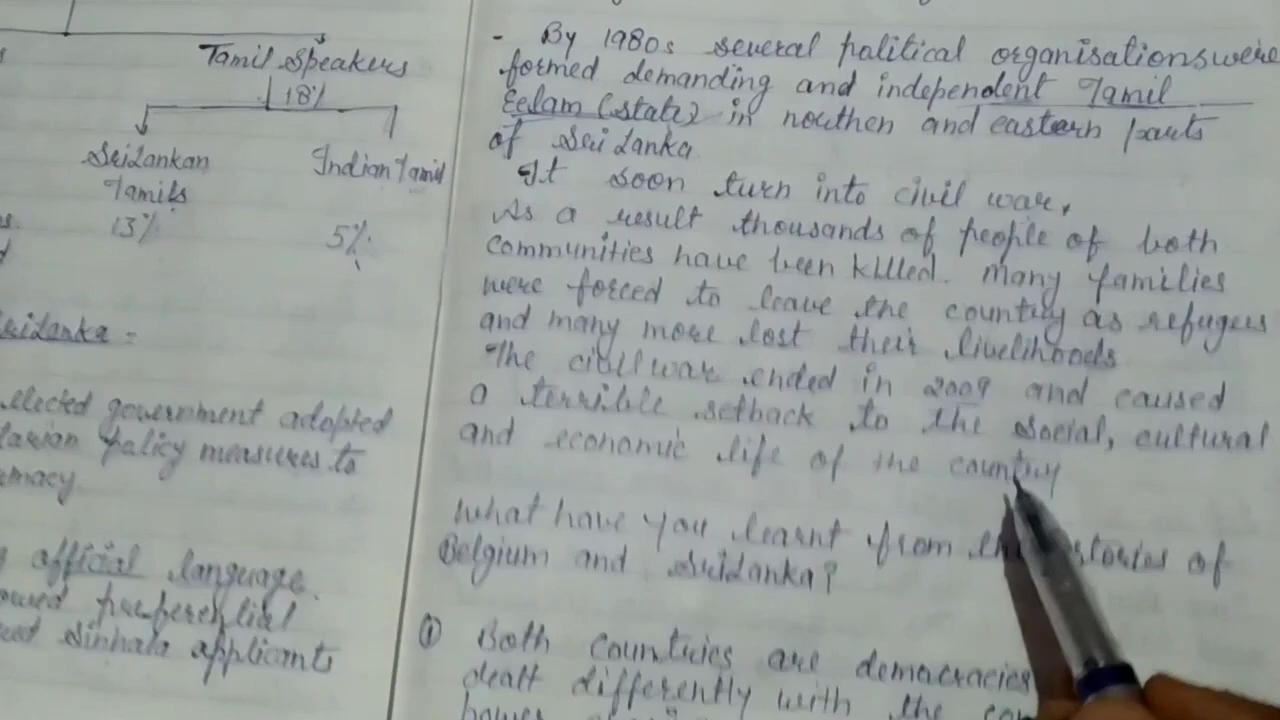 Tamil Speakers
18%
SriLankan Tamils
13%
Indian Tamil
5%
SriLanka -
elected government adopted
policy measures to
official language.
preferential
Sinhala applicants
- By 1980s several political organisations were
formed demanding and independent Tamil
Eelam (state) in nouthen and eastern parts
of Sri Lanka
It soon turn into civil war,
As a result thousands of people of both
communities have been killed. Many families
were forced to leave the country as refugees
and many more lost their livelihoods
The civil war ended in 2009 and caused
a terrible setback to the social, cultural
and economic life of the country
What have you learnt from the stories of
Belgium and SriLanka?
① Both countries are democracies
dealt differently with the